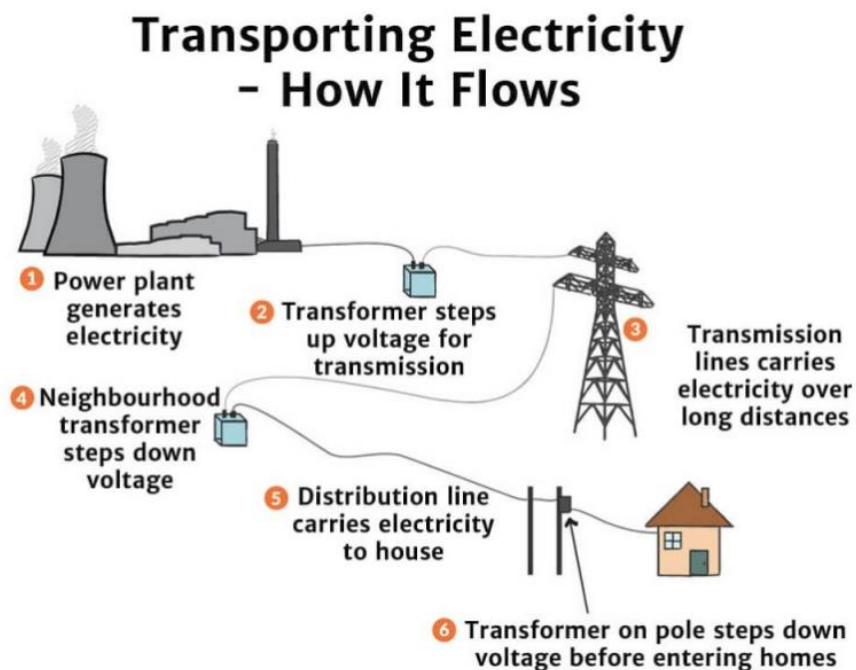 Transporting Electricity
- How It Flows
1 Power plant
generates
electricity
2 Transformer steps
up voltage for
transmission
3 Transmission
lines carries
electricity over
long distances
4 Neighbourhood
transformer
steps down
voltage
5 Distribution line
carries electricity
to house
6 Transformer on pole steps down
voltage before entering homes